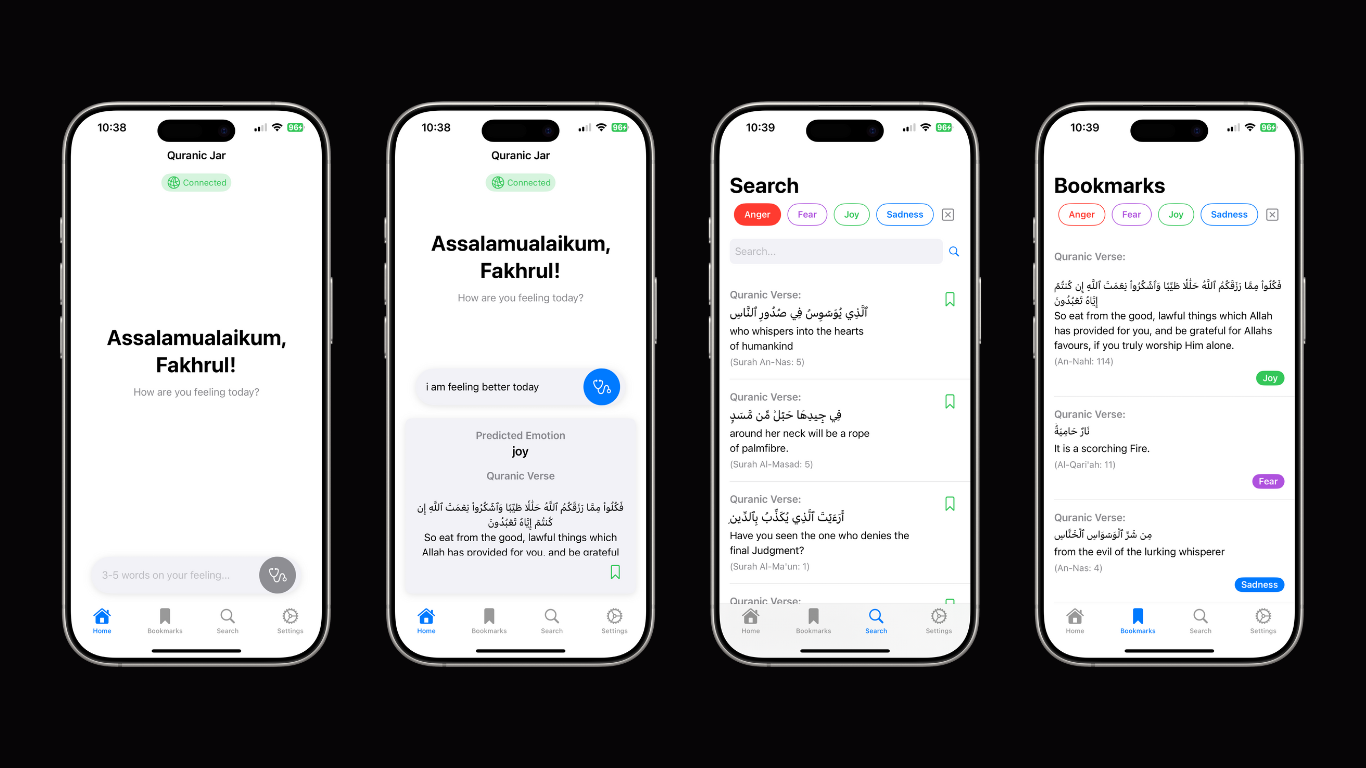 10:38
96
Quranic Jar
Connected
Assalamualaikum,
Fakhrul!
How are you feeling today?
3-5 words on your feeling...
Home
Bookmarks
Search
Settings
10:38
96
Quranic Jar
Connected
Assalamualaikum,
Fakhrul!
How are you feeling today?
i am feeling better today
Predicted Emotion
joy
Quranic Verse
فَكُلُوا۟ مِمَّا رَزَقَكُمُ ٱللَّهُ حَلَٰلًا طَيِّبًا وَٱشْكُرُوا۟ نِعْمَتَ ٱللَّهِ إِن
كُنتُمْ إِيَّاهُ تَعْبُدُونَ
So eat from the good, lawful things which
Allah has provided for you, and be grateful
Home
Bookmarks
Search
Settings
10:39
96
Search
Anger
Fear
Joy
Sadness
Search...
Quranic Verse:
ٱلَّذِي يُوَسْوِسُ فِي صُدُورِ ٱلنَّاسِ
who whispers into the hearts
of humankind
(Surah An-Nas: 5)
Quranic Verse:
فِي جِيدِهَا حَبْلٌ مِّن مَّسَدٍ
around her neck will be a rope
of palmfibre.
(Surah Al-Masad: 5)
Quranic Verse:
أَرَءَيْتَ ٱلَّذِي يُكَذِّبُ بِٱلدِّينِ
Have you seen the one who denies the
final Judgment?
(Surah Al-Ma'un: 1)
Quranic Verse:
Home
Bookmarks
Search
Settings
10:39
96
Bookmarks
Anger
Fear
Joy
Sadness
Quranic Verse:
فَكُلُوا۟ مِمَّا رَزَقَكُمُ ٱللَّهُ حَلَٰلًا طَيِّبًا وَٱشْكُرُوا۟ نِعْمَتَ ٱللَّهِ إِن كُنتُمْ
إِيَّاهُ تَعْبُدُونَ
So eat from the good, lawful things which Allah
has provided for you, and be grateful for Allahs
favours, if you truly worship Him alone.
(An-Nahl: 114)
Joy
Quranic Verse:
نَارٌ حَامِيَةٌۢ
It is a scorching Fire.
(Al-Qari'ah: 11)
Fear
Quranic Verse:
مِن شَرِّ ٱلْوَسْوَاسِ ٱلْخَنَّاسِ
from the evil of the lurking whisperer
(An-Nas: 4)
Sadness
Home
Bookmarks
Search
Settings